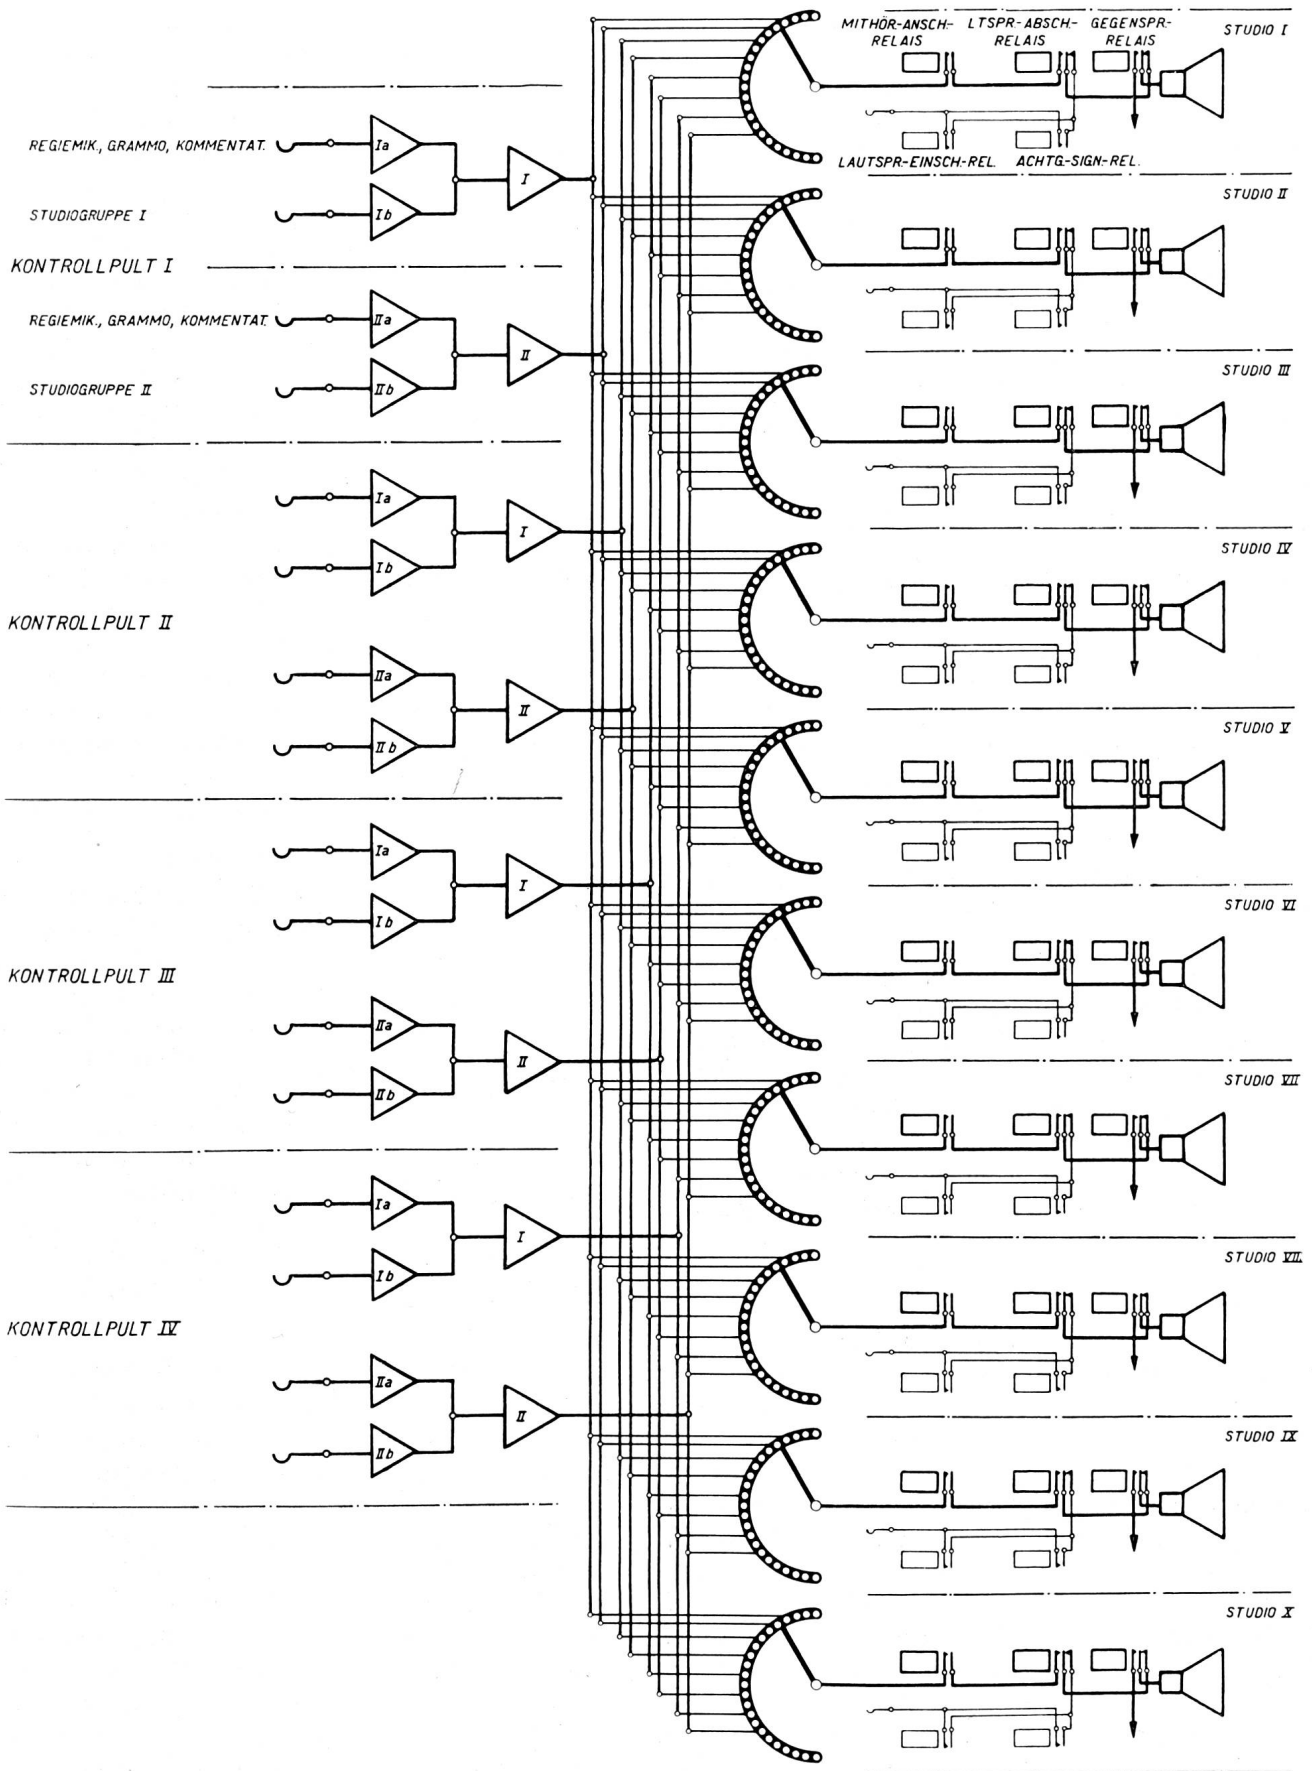 MITHÖR-ANSCH.-RELAIS
LTSPR.-ABSCH.-RELAIS
GEGENSPR.-RELAIS
STUDIO I
LAUTSPR.-EINSCH.-REL.
ACHTG.-SIGN.-REL.
REGIEMIK., GRAMMO, KOMMENTAT.
Ia
I
STUDIOGRUPPE I
Ib
KONTROLLPULT I
REGIEMIK., GRAMMO, KOMMENTAT.
IIa
II
STUDIOGRUPPE II
IIb
Ia
I
Ib
KONTROLLPULT II
IIa
II
IIb
Ia
I
Ib
KONTROLLPULT III
IIa
II
IIb
Ia
I
Ib
KONTROLLPULT IV
IIa
II
IIb
STUDIO II
STUDIO III
STUDIO IV
STUDIO V
STUDIO VI
STUDIO VII
STUDIO VIII.
STUDIO IX
STUDIO X